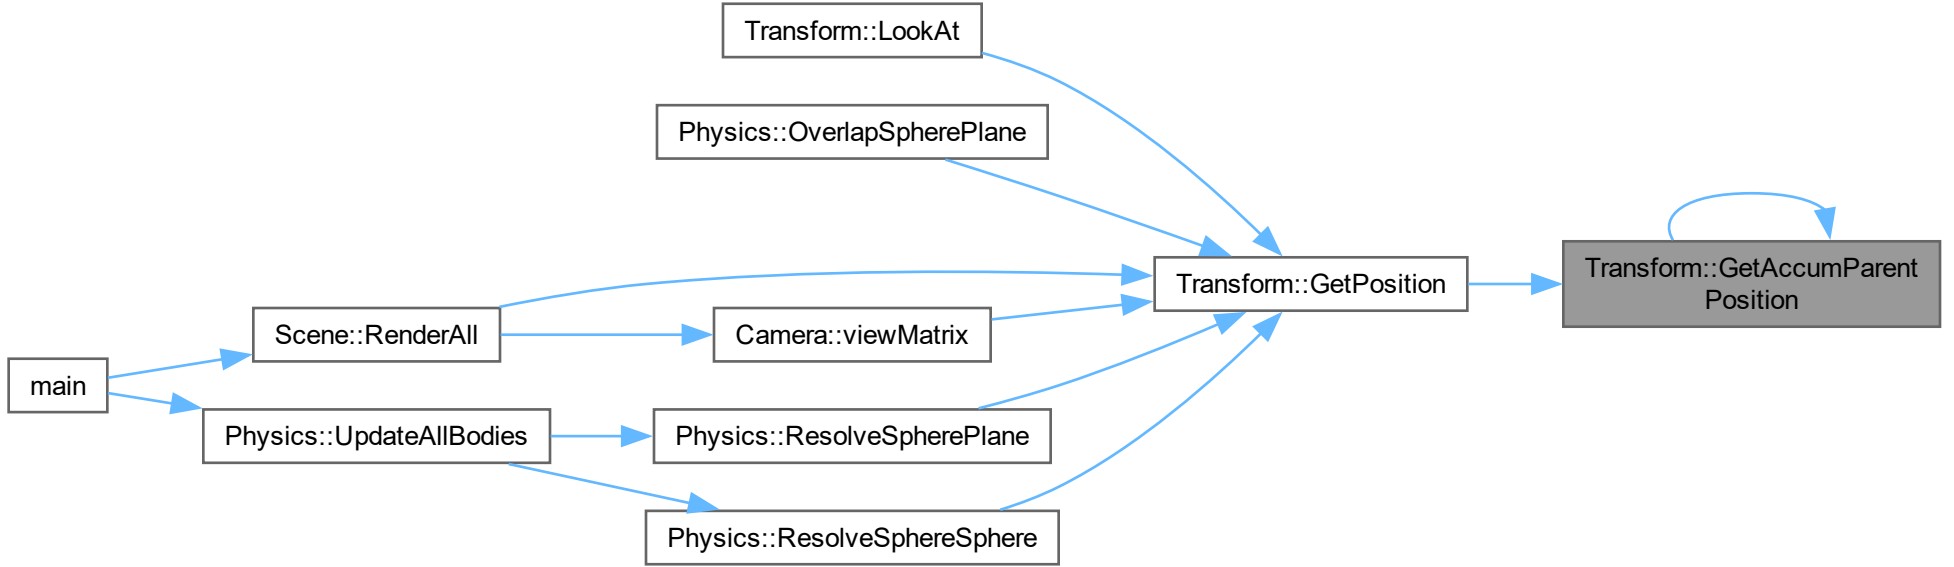 Transform::LookAt
Physics::OverlapSpherePlane
Transform::GetAccumParent
Position
Transform::GetPosition
Scene::RenderAll
Camera::viewMatrix
main
Physics::UpdateAllBodies
Physics::ResolveSpherePlane
Physics::ResolveSphereSphere